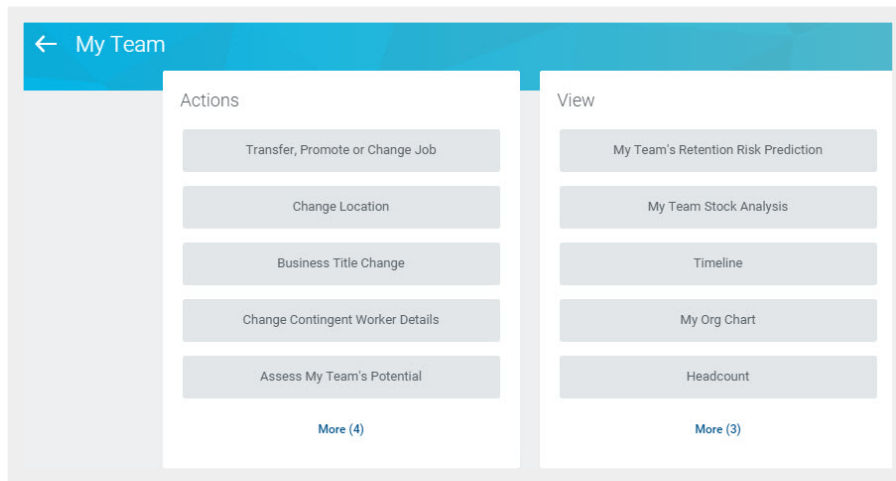 My Team
Actions
Transfer, Promote or Change Job
Change Location
Business Title Change
Change Contingent Worker Details
Assess My Team's Potential
More (4)
View
My Team's Retention Risk Prediction
My Team Stock Analysis
Timeline
My Org Chart
Headcount
More (3)